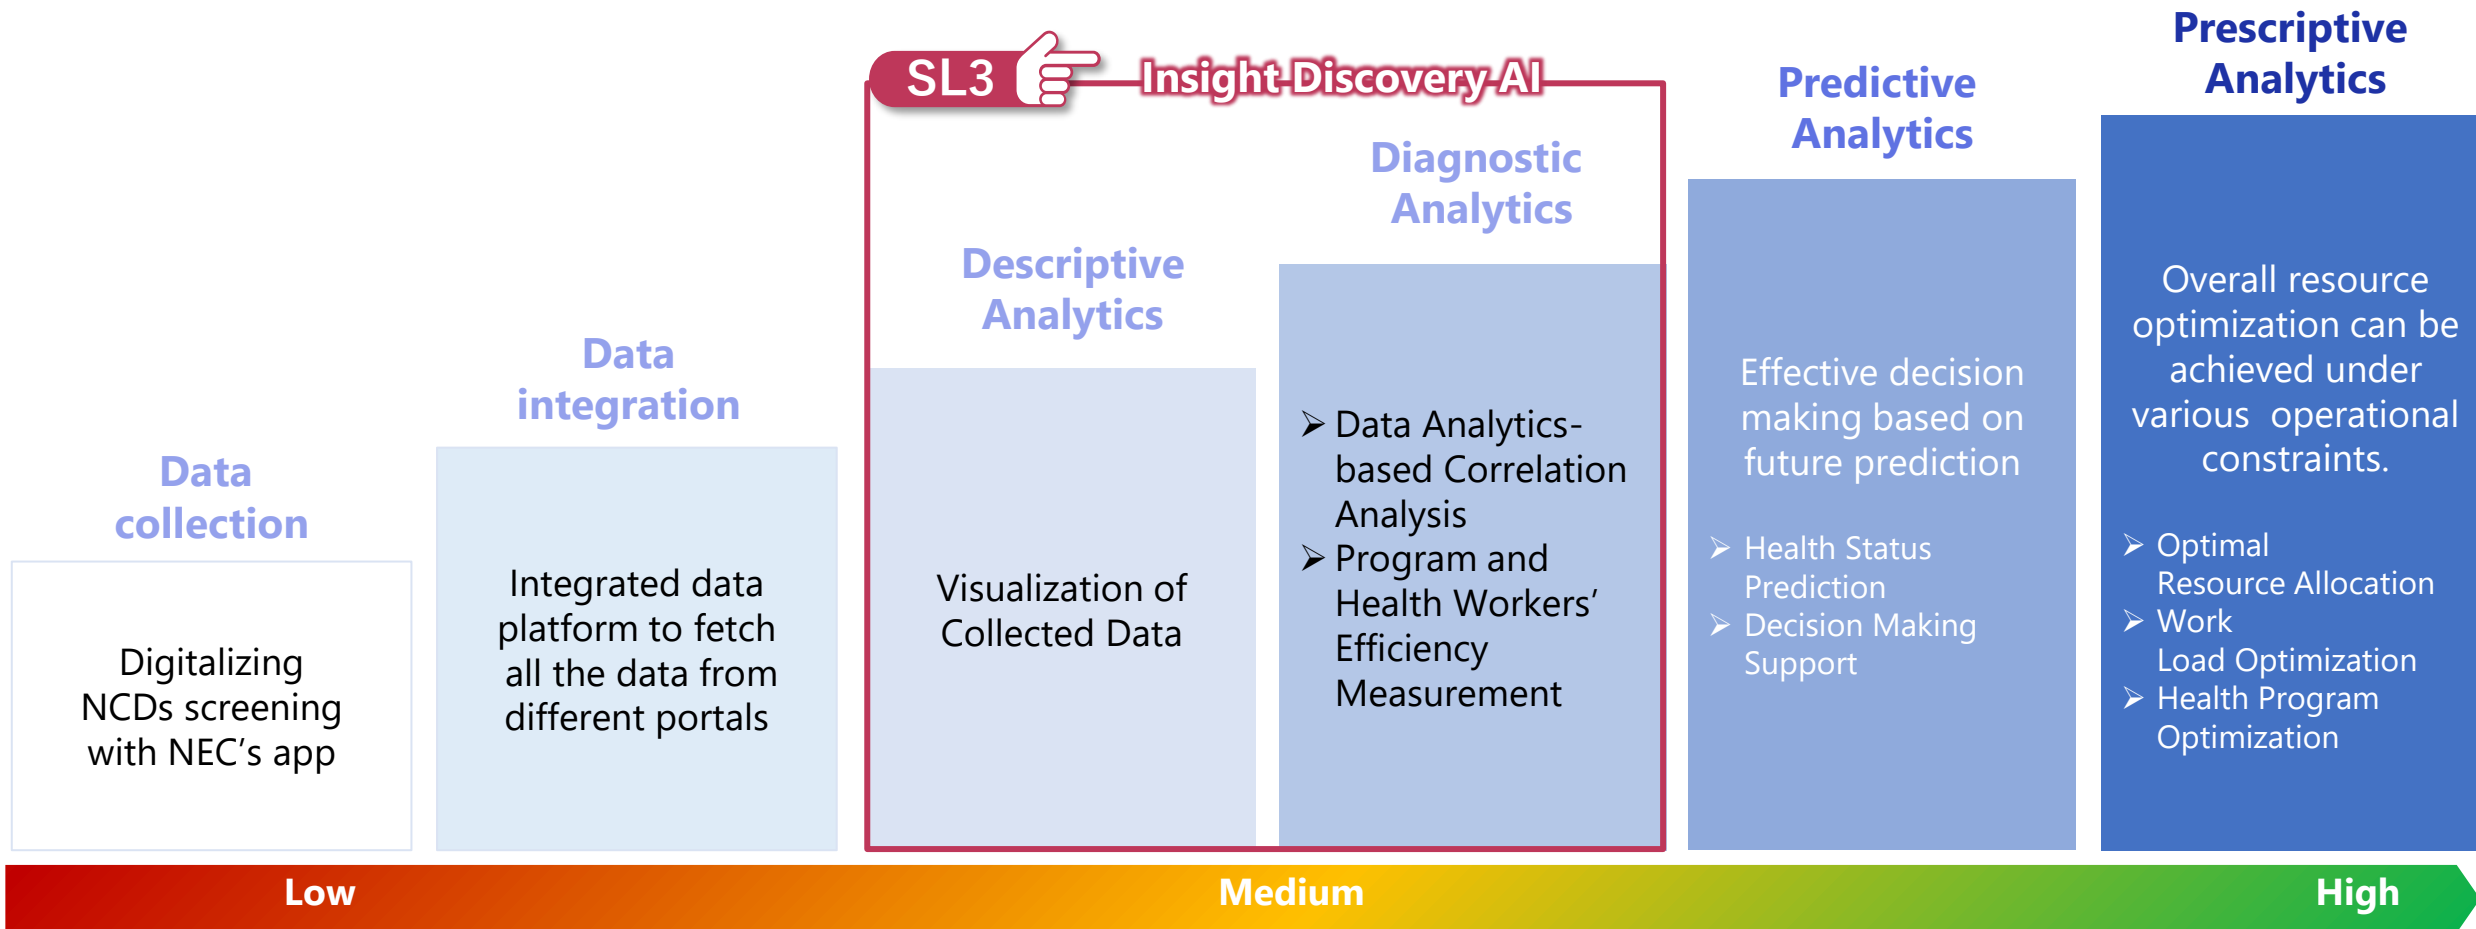 SL3
Insight Discovery AI
Data
collection
Digitalizing
NCDs screening
with NEC’s app
Data
integration
Integrated data
platform to fetch
all the data from
different portals
Descriptive
Analytics
Visualization of
Collected Data
Diagnostic
Analytics
➢ Data Analytics-
based Correlation
Analysis
➢ Program and
Health Workers’
Efficiency
Measurement
Predictive
Analytics
Effective decision
making based on
future prediction
➢ Health Status
Prediction
➢ Decision Making
Support
Prescriptive
Analytics
Overall resource
optimization can be
achieved under
various operational
constraints.
➢ Optimal
Resource Allocation
➢ Work
Load Optimization
➢ Health Program
Optimization
Low
Medium
High